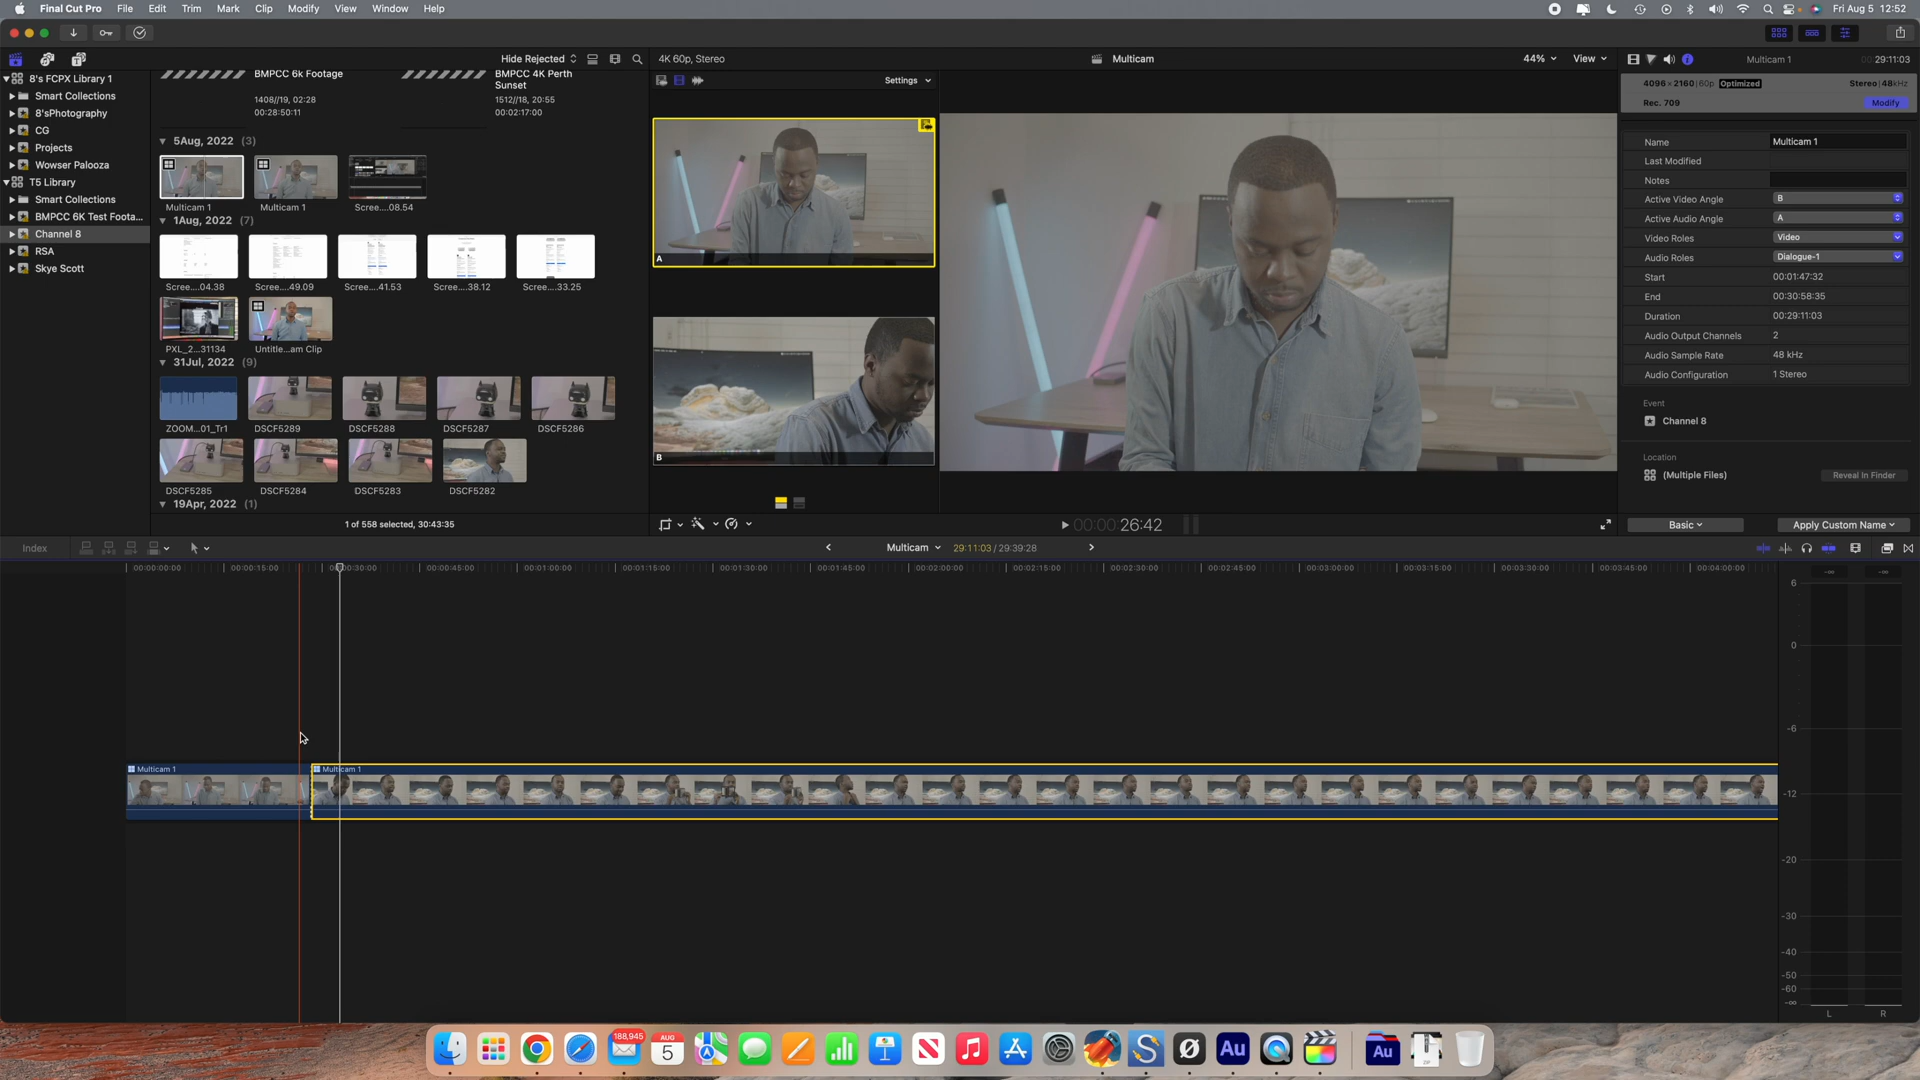 Final Cut Pro File Edit Trim Mark Clip Modify View Window Help
Fri Aug 5 12:52
Hide Rejected
4K 60p, Stereo
Multicam
44%
View
Multicam 1
29:11:03
8's FCPX Library 1
Smart Collections
8'sPhotography
CG
Projects
Wowser Palooza
T5 Library
Smart Collections
BMPCC 6K Test Foota...
Channel 8
RSA
Skye Scott
BMPCC 6k Footage
1408//19, 02:28
00:28:50:11
BMPCC 4K Perth
Sunset
1512//18, 20:55
00:02:17:00
5Aug, 2022 (3)
Multicam 1
Multicam 1
Scree....08.54
1Aug, 2022 (7)
Scree....04.38
Scree....49.09
Scree....41.53
Scree....38.12
Scree....33.25
PXL_2...31134
Untitle...am Clip
31Jul, 2022 (9)
ZOOM...01_Tr1
DSCF5289
DSCF5288
DSCF5287
DSCF5286
DSCF5285
DSCF5284
DSCF5283
DSCF5282
19Apr, 2022 (1)
1 of 558 selected, 30:43:35
Settings
A
B
00:00:26:42
4096 × 2160 | 60p Optimized
Stereo | 48kHz
Rec. 709
Modify
Name Multicam 1
Last Modified
Notes
Active Video Angle B
Active Audio Angle A
Video Roles Video
Audio Roles Dialogue-1
Start 00:01:47:32
End 00:30:58:35
Duration 00:29:11:03
Audio Output Channels 2
Audio Sample Rate 48 kHz
Audio Configuration 1 Stereo
Event
Channel 8
Location
(Multiple Files)
Reveal In Finder
Basic
Apply Custom Name
Index
Multicam
29:11:03 / 29:39:28
00:00:00:00
00:00:15:00
00:00:30:00
00:00:45:00
00:01:00:00
00:01:15:00
00:01:30:00
00:01:45:00
00:02:00:00
00:02:15:00
00:02:30:00
00:02:45:00
00:03:00:00
00:03:15:00
00:03:30:00
00:03:45:00
00:04:00:00
Multicam 1
Multicam 1
-∞ -∞
6
0
-6
-12
-20
-30
-40
-50
-60
-∞
L R
188,945
AUG
5
Au
Au
ZIP